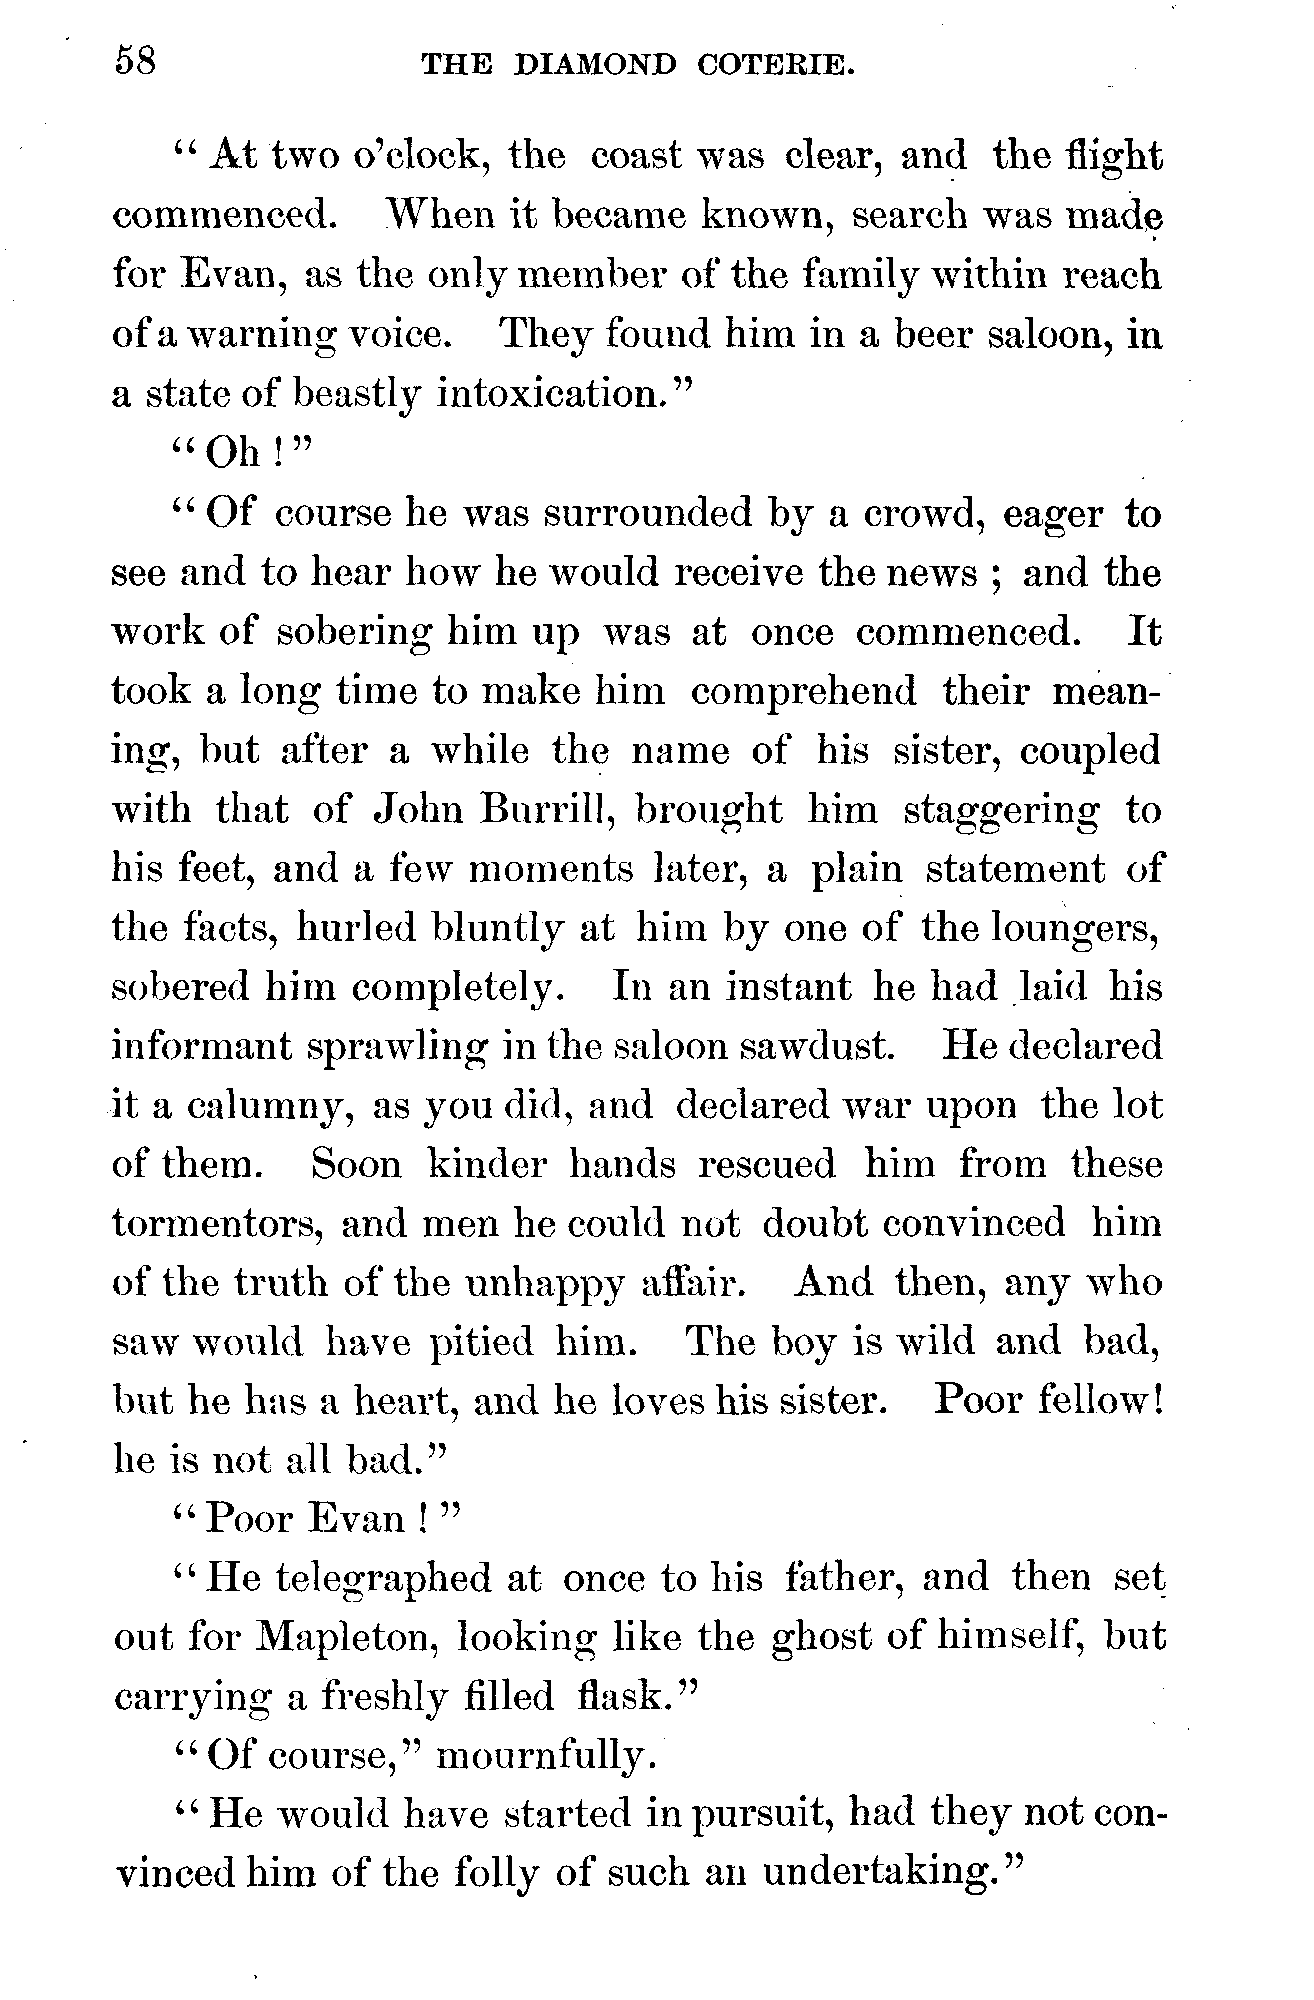 58 THE DIAMOND COTERIE.
“At two o’clock, the coast was clear, and the flight
commenced. When it became known, search was made
for Evan, as the only member of the family within reach
of a warning voice. They found him in a beer saloon, in
a state of beastly intoxication.”
“Oh!”
“Of course he was surrounded by a crowd, eager to
see and to hear how he would receive the news; and the
work of sobering him up was at once commenced. It
took a long time to make him comprehend their mean-
ing, but after a while the name of his sister, coupled
with that of John Burrill, brought him staggering to
his feet, and a few moments later, a plain statement of
the facts, hurled bluntly at him by one of the loungers,
sobered him completely. In an instant he had laid his
informant sprawling in the saloon sawdust. He declared
it a calumny, as you did, and declared war upon the lot
of them. Soon kinder hands rescued him from these
tormentors, and men he could not doubt convinced him
of the truth of the unhappy affair. And then, any who
saw would have pitied him. The boy is wild and bad,
but he has a heart, and he loves his sister. Poor fellow!
he is not all bad.”
“Poor Evan!”
“He telegraphed at once to his father, and then set
out for Mapleton, looking like the ghost of himself, but
carrying a freshly filled flask.”
“Of course,” mournfully.
“He would have started in pursuit, had they not con-
vinced him of the folly of such an undertaking.”